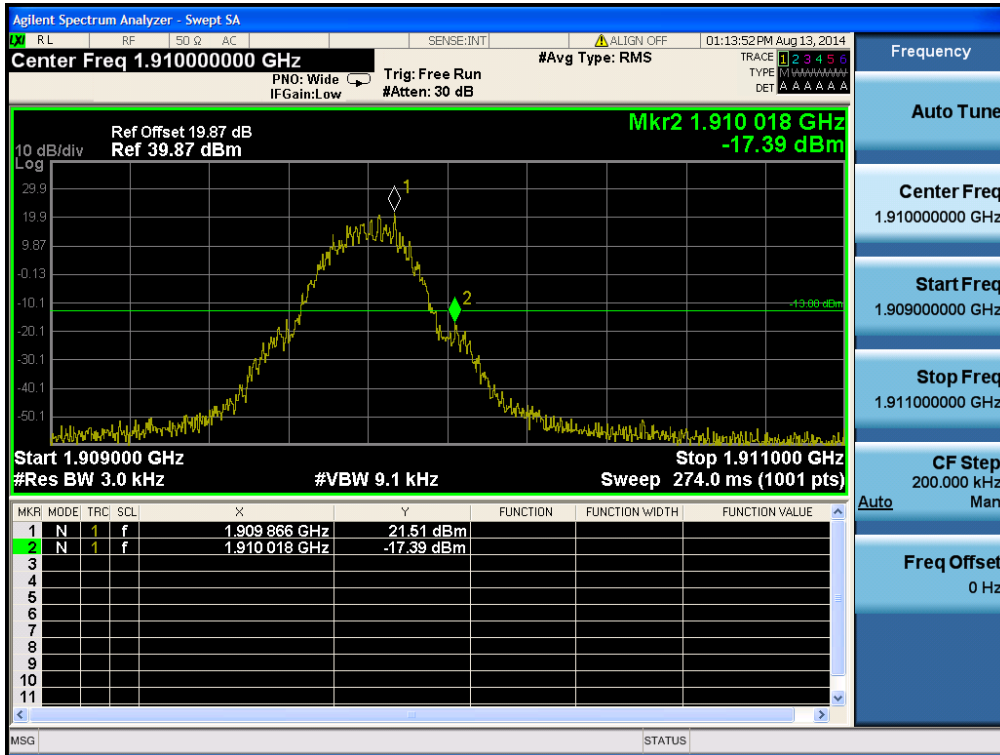 Agilent Spectrum Analyzer - Swept SA
LXI RL RF 50 Ω AC SENSE:INT ALIGN OFF 01:13:52 PM Aug 13, 2014
Center Freq 1.910000000 GHz #Avg Type: RMS TRACE 1 2 3 4 5 6
PNO: Wide Trig: Free Run TYPE M
IFGain:Low #Atten: 30 dB DET A A A A A A
Mkr2 1.910 018 GHz
Ref Offset 19.87 dB
10 dB/div Ref 39.87 dBm -17.39 dBm
Log
29.9
1
19.9
9.87
-0.13
-10.1
2
-13.00 dBm
-20.1
-30.1
-40.1
-50.1
Start 1.909000 GHz Stop 1.911000 GHz
#Res BW 3.0 kHz #VBW 9.1 kHz Sweep 274.0 ms (1001 pts)
MKR MODE TRC SCL X Y FUNCTION FUNCTION WIDTH FUNCTION VALUE
1 N 1 f 1.909 866 GHz 21.51 dBm
2 N 1 f 1.910 018 GHz -17.39 dBm
3
4
5
6
7
8
9
10
11
MSG STATUS
Frequency
Auto Tune
Center Freq
1.910000000 GHz
Start Freq
1.909000000 GHz
Stop Freq
1.911000000 GHz
CF Step
200.000 kHz
Auto Man
Freq Offset
0 Hz